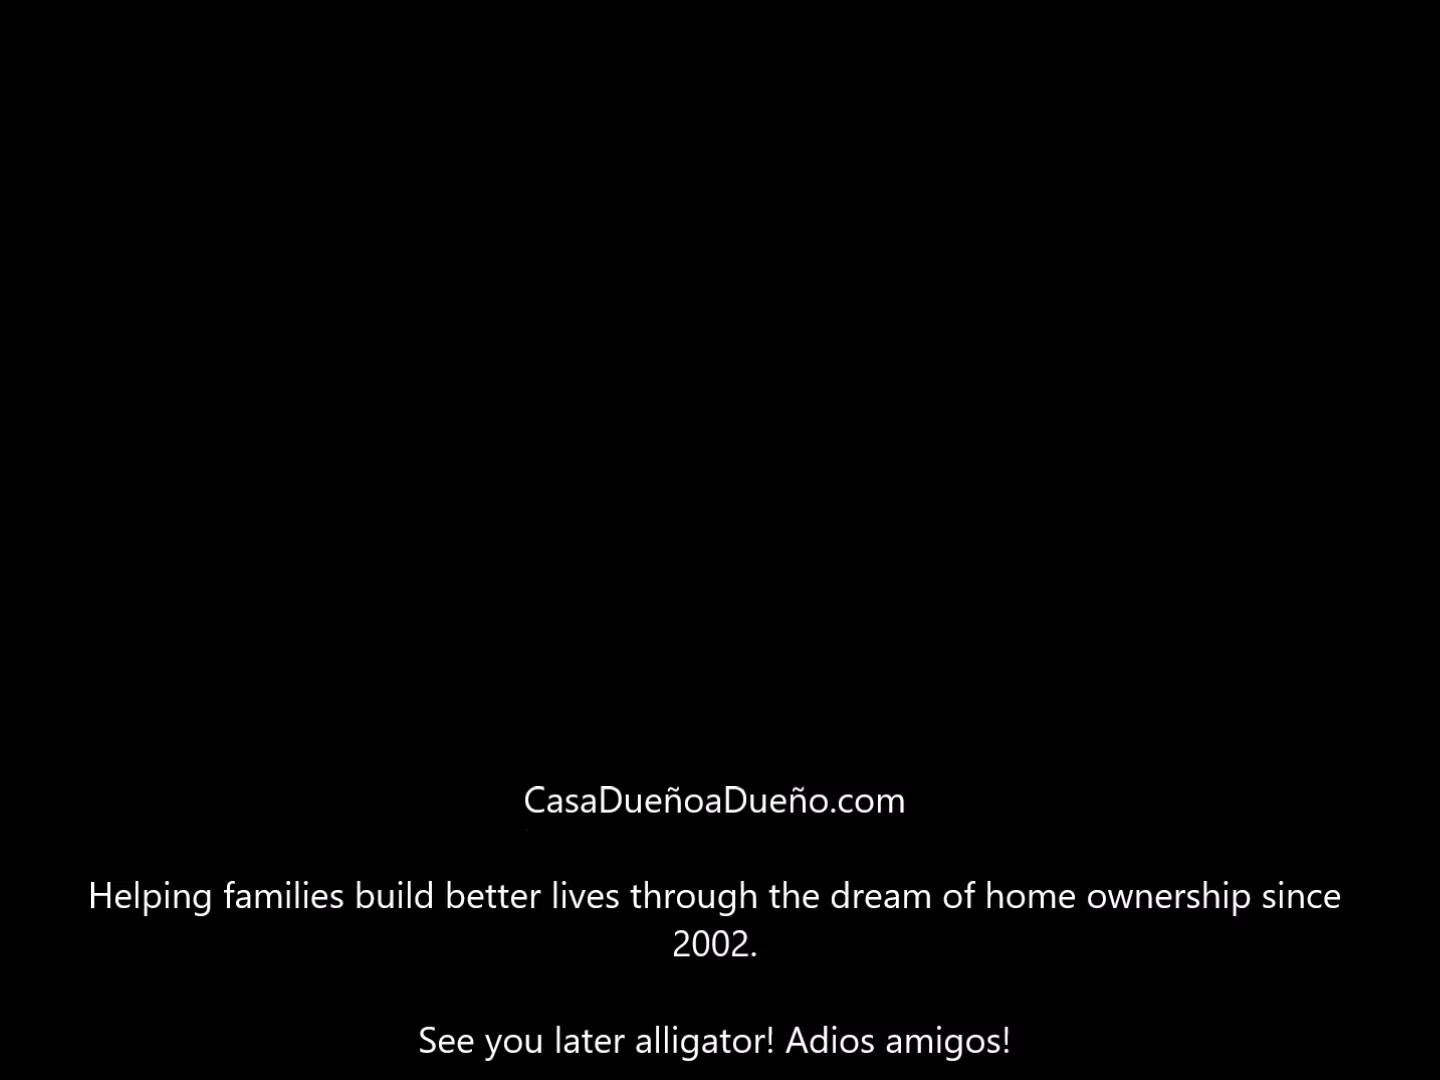 CasaDueñoaDueño.com
Helping families build better lives through the dream of home ownership since
2002.
See you later alligator! Adios amigos!